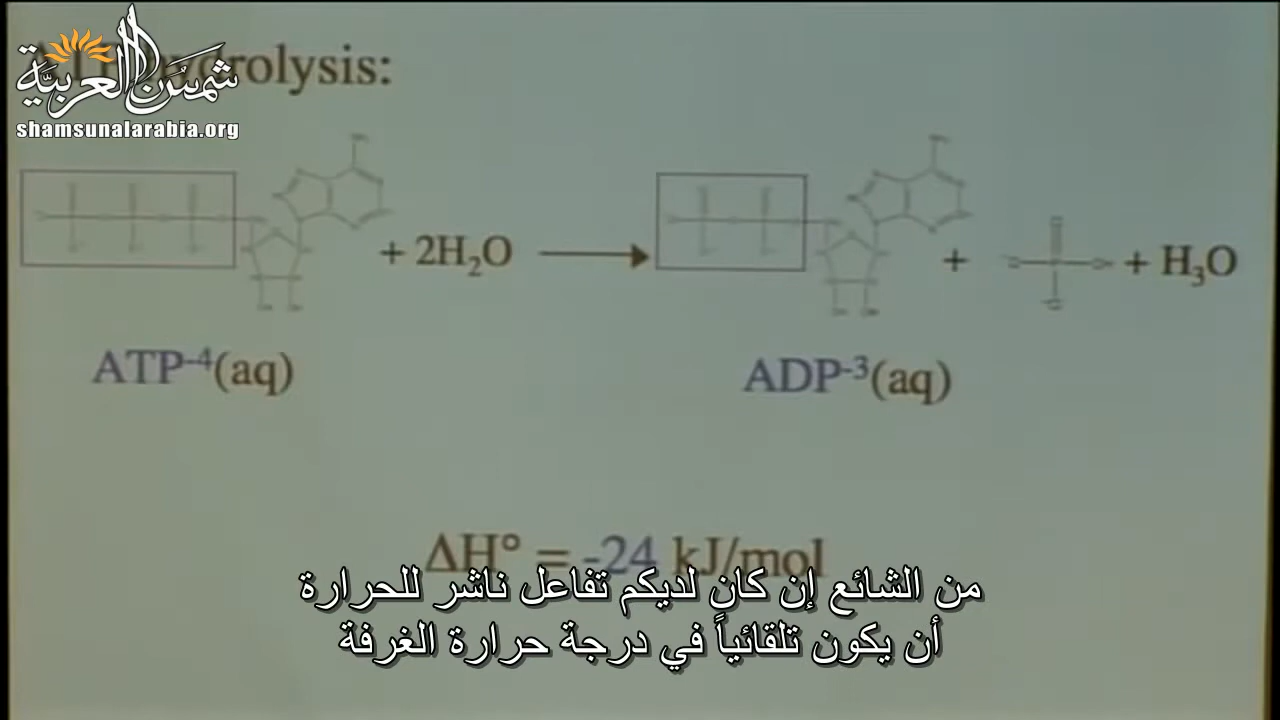 شمس العربية
shamsunalarabia.org
hydrolysis:
+ 2H₂O
+
+ H₃O
ATP⁻⁴(aq)
ADP⁻³(aq)
ΔH° = -24 kJ/mol
من الشائع إن كان لديكم تفاعل ناشر للحرارة
أن يكون تلقائياً في درجة حرارة الغرفة